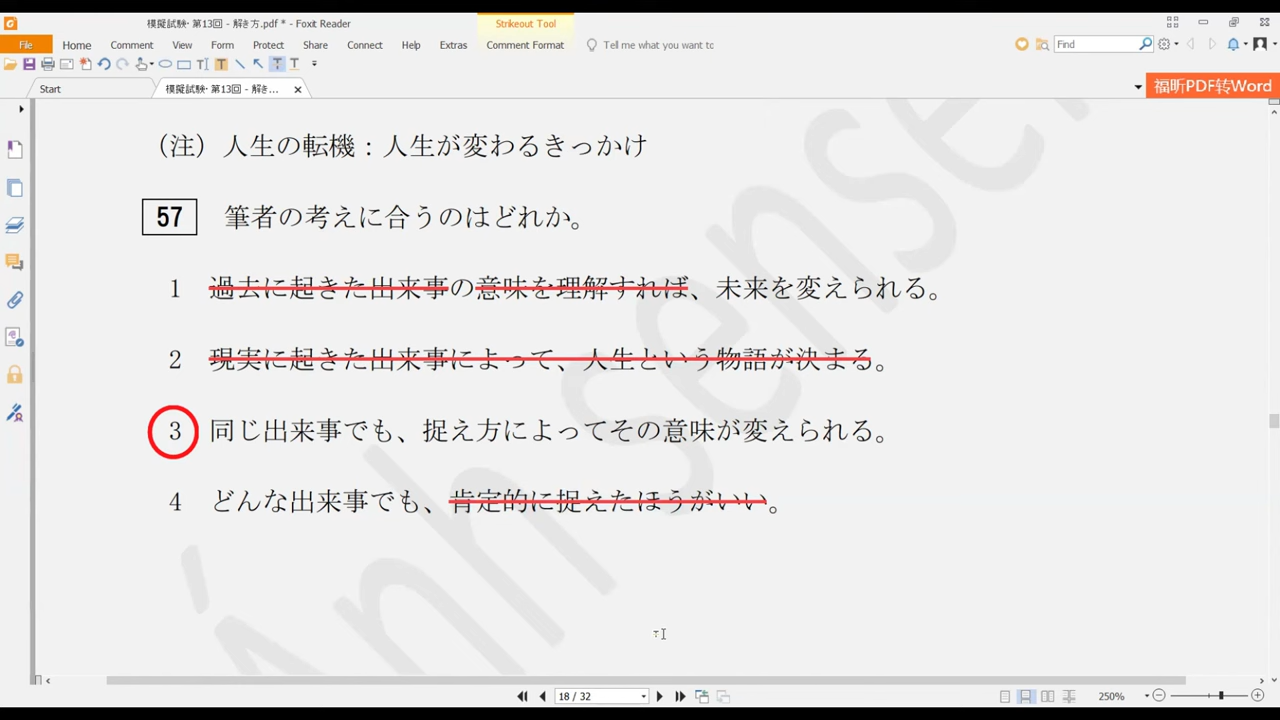 模擬試験· 第13回 - 解き方.pdf * - Foxit Reader
Strikeout Tool
File Home Comment View Form Protect Share Connect Help Extras Comment Format Tell me what you want to Find
Start 模擬試験· 第13回 - 解き... 福昕PDF转Word
（注）人生の転機：人生が変わるきっかけ
57 筆者の考えに合うのはどれか。
1 過去に起きた出来事の意味を理解すれば、未来を変えられる。
2 現実に起きた出来事によって、人生という物語が決まる。
3 同じ出来事でも、捉え方によってその意味が変えられる。
4 どんな出来事でも、肯定的に捉えたほうがいい。
Ánh sensei
18 / 32 250%